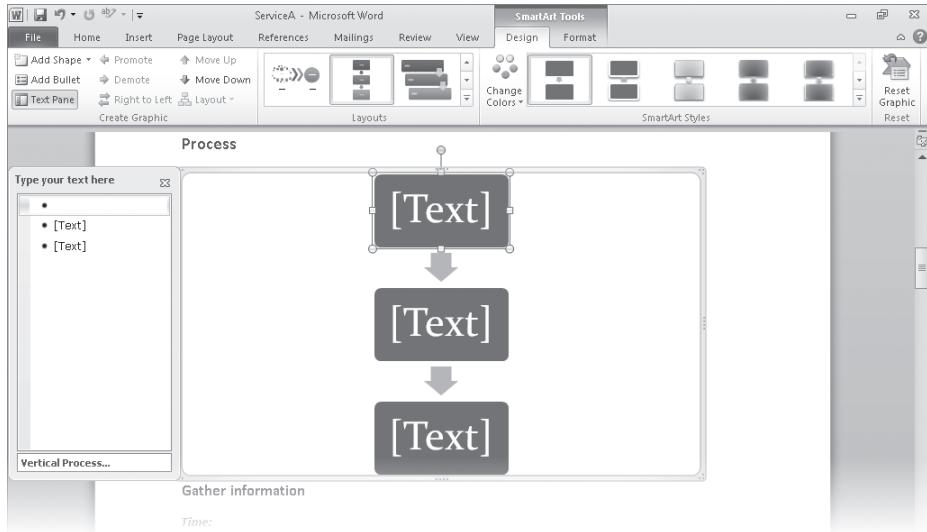 ServiceA - Microsoft Word
SmartArt Tools
File Home Insert Page Layout References Mailings Review View Design Format
Add Shape Promote Move Up
Add Bullet Demote Move Down
Text Pane Right to Left Layout
Create Graphic
Layouts
Change
Colors
SmartArt Styles
Reset
Graphic
Reset
Process
Type your text here
[Text]
[Text]
Vertical Process...
[Text]
[Text]
[Text]
Gather information
Time: